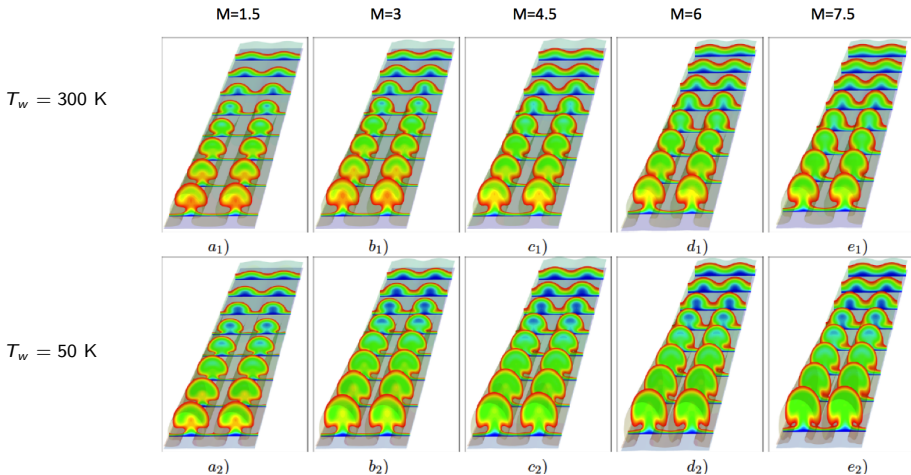 M=1.5 M=3 M=4.5 M=6 M=7.5
T_w = 300 K
a_1) b_1) c_1) d_1) e_1)
T_w = 50 K
a_2) b_2) c_2) d_2) e_2)